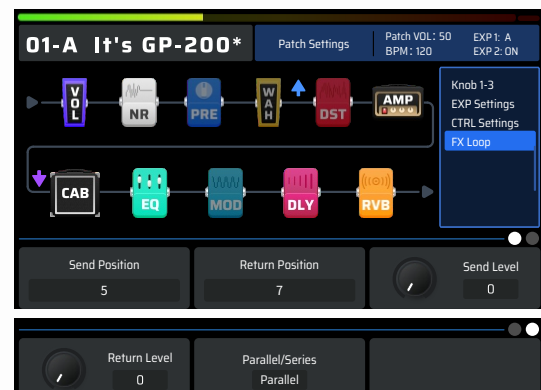 01-A It's GP-200*
Patch Settings
Patch VOL: 50
BPM: 120
EXP 1: A
EXP 2: ON
VOL
NR
PRE
WAH
DST
AMP
CAB
EQ
MOD
DLY
RVB
Knob 1-3
EXP Settings
CTRL Settings
FX Loop
Send Position
5
Return Position
7
Send Level
0
Return Level
0
Parallel/Series
Parallel